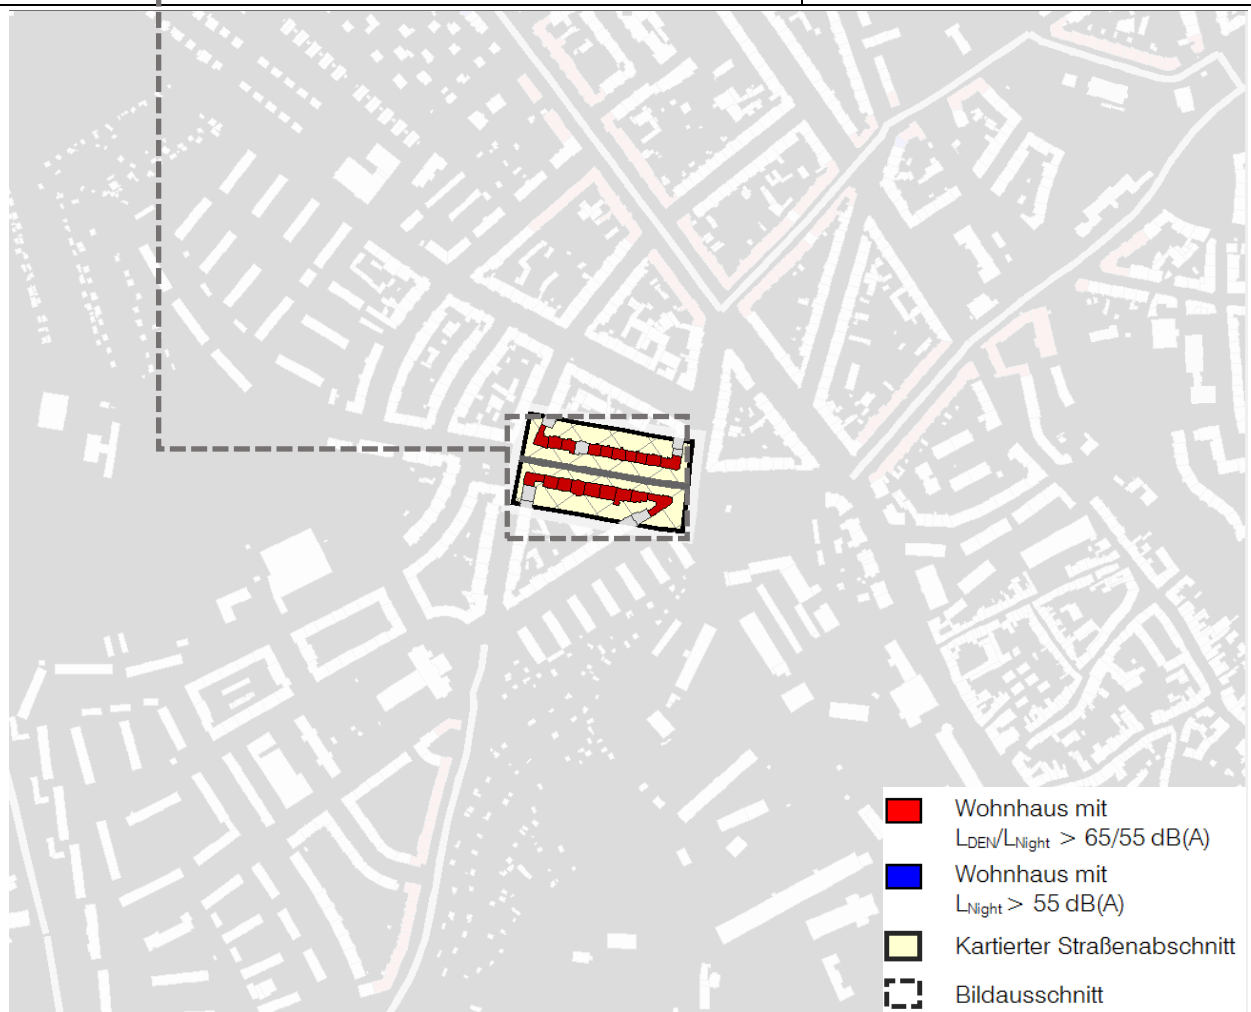 Wohnhaus mit
LDEN/LNight > 65/55 dB(A)
Wohnhaus mit
LNight > 55 dB(A)
Kartierter Straßenabschnitt
Bildausschnitt